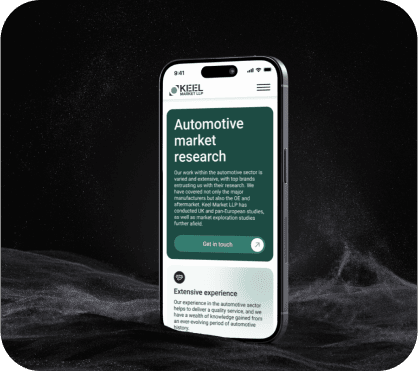 9:41
KEEL
MARKET LLP
Automotive
market
research
Our work within the automotive sector is
varied and extensive, with top brands
entrusting us with their research. We
have covered not only the major
manufacturers but also the OE and
aftermarket. Keel Market LLP has
conducted UK and pan-European studies,
as well as market exploration studies
further afield.
Get in touch
Extensive experience
Our experience in the automotive sector
helps to deliver a quality service, and we
have a wealth of knowledge gained from
an ever-evolving period of automotive
history.